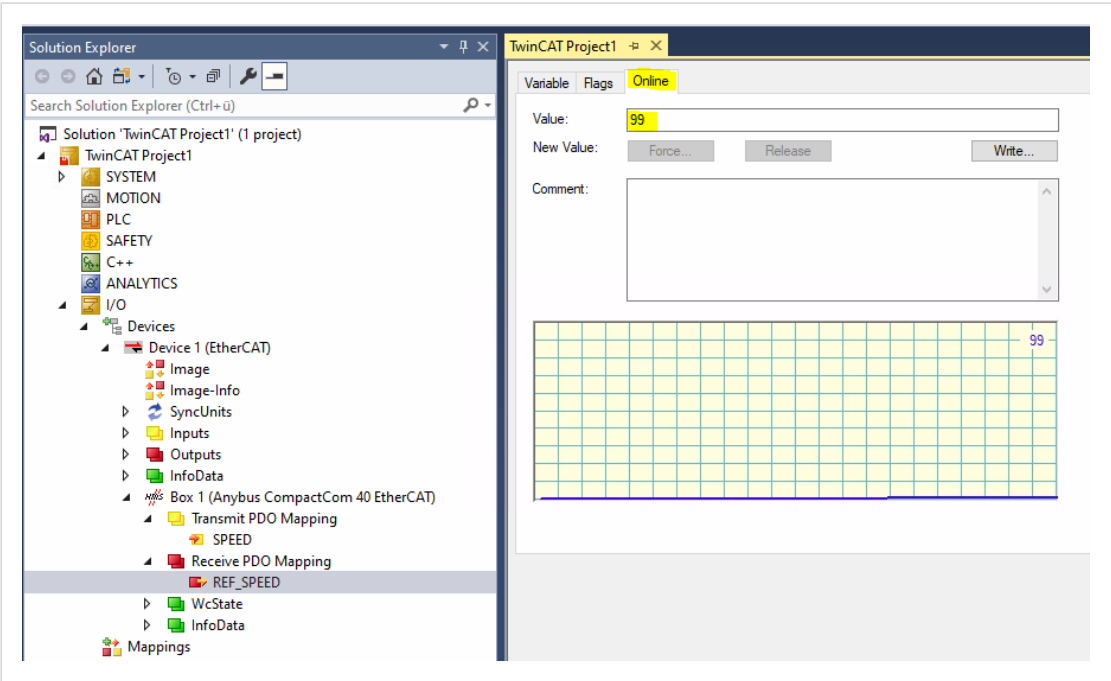 Solution Explorer
Search Solution Explorer (Ctrl+ü)
Solution 'TwinCAT Project1' (1 project)
TwinCAT Project1
SYSTEM
MOTION
PLC
SAFETY
C++
ANALYTICS
I/O
Devices
Device 1 (EtherCAT)
Image
Image-Info
SyncUnits
Inputs
Outputs
InfoData
Box 1 (Anybus CompactCom 40 EtherCAT)
Transmit PDO Mapping
SPEED
Receive PDO Mapping
REF_SPEED
WcState
InfoData
Mappings
TwinCAT Project1
Variable Flags Online
Value: 99
New Value: Force... Release Write...
Comment:
99